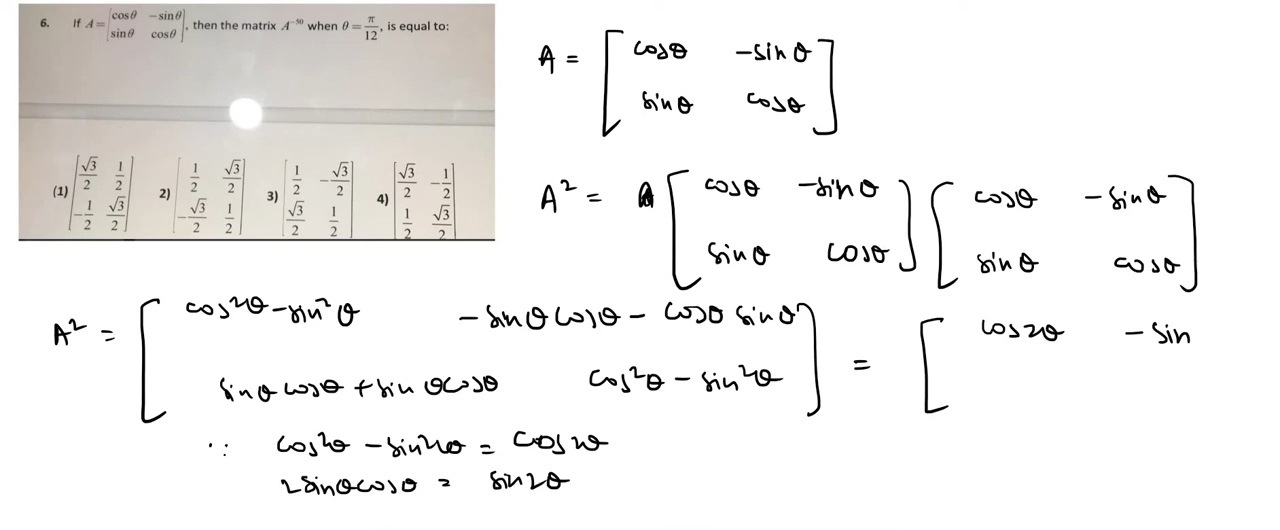 6. If A = [cosθ −sinθ; sinθ cosθ], then the matrix A⁻⁵⁰ when θ = π/12, is equal to:
(1) [√3/2 1/2; −1/2 √3/2] 2) [1/2 √3/2; −√3/2 1/2] 3) [1/2 −√3/2; √3/2 1/2] 4) [√3/2 −1/2; 1/2 √3/2]
A = [cosθ −sinθ; sinθ cosθ]
A² = [cosθ −sinθ; sinθ cosθ] [cosθ −sinθ; sinθ cosθ]
A² = [cos²θ − sin²θ −sinθ cosθ − cosθ sinθ; sinθ cosθ + sinθ cosθ cos²θ − sin²θ] = [cos2θ − sin
∵ cos²θ − sin²θ = cos2θ
2sinθcosθ = sin2θ